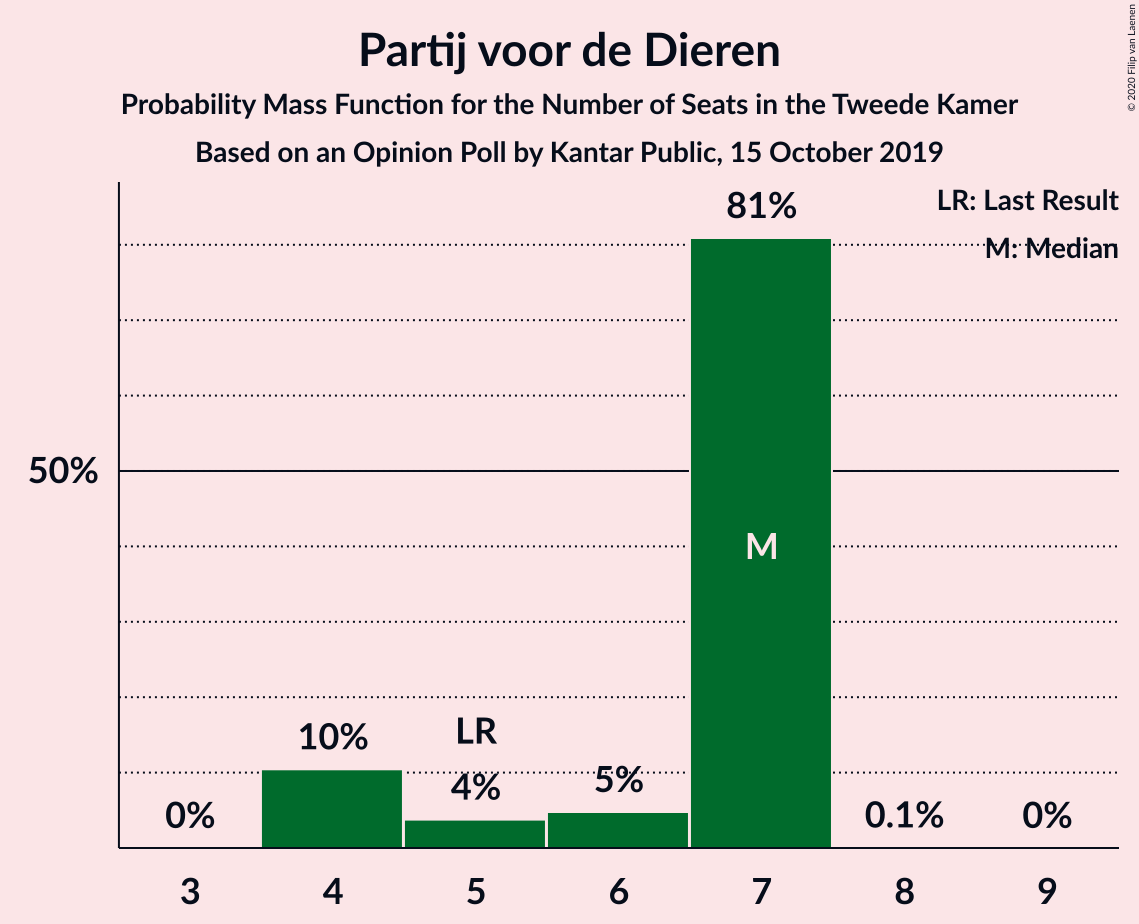 Partij voor de Dieren
Probability Mass Function for the Number of Seats in the Tweede Kamer
Based on an Opinion Poll by Kantar Public, 15 October 2019
© 2020 Filip van Laenen
LR: Last Result
M: Median
81%
50%
M
LR
10%
4%
5%
0%
0.1%
0%
3 4 5 6 7 8 9